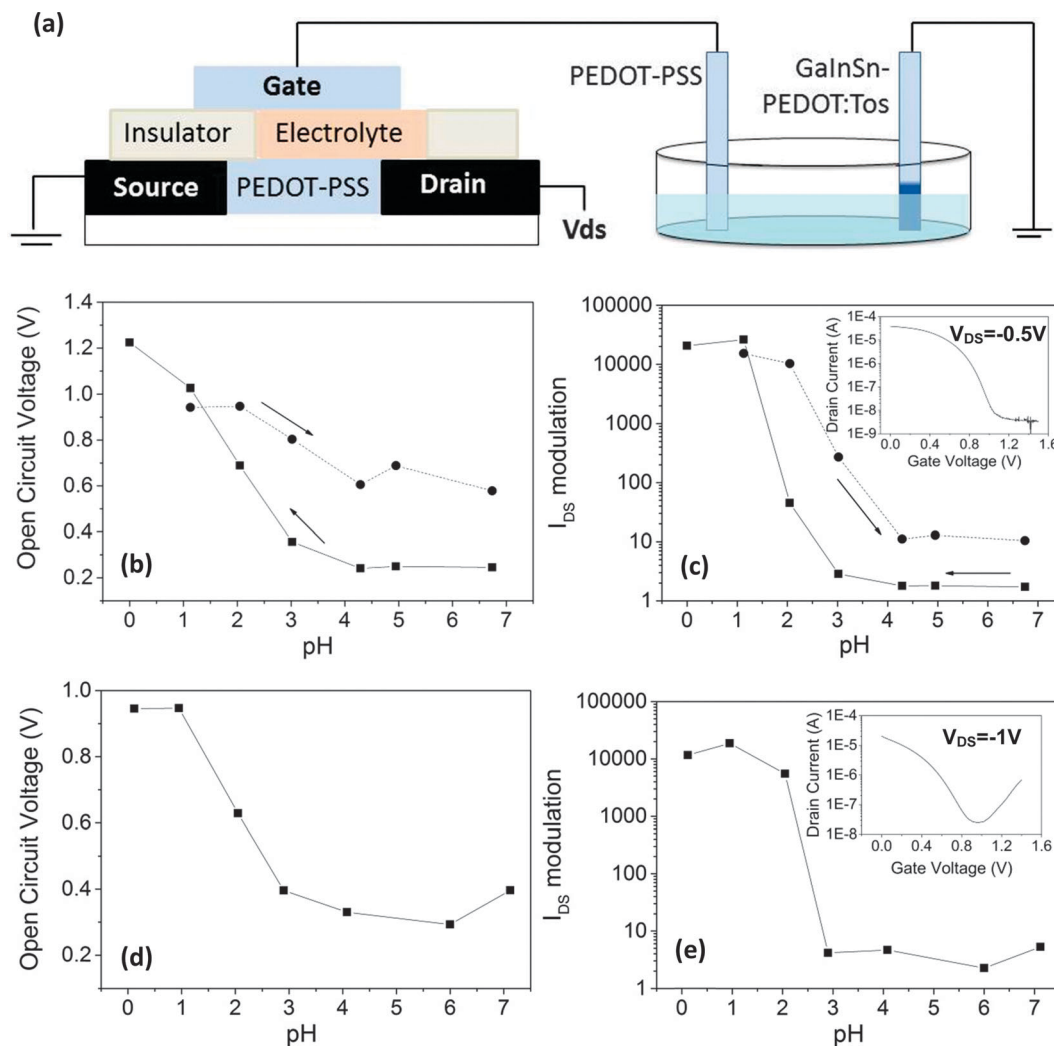 (a)
Gate
Insulator
Electrolyte
Source
PEDOT-PSS
Drain
Vds
PEDOT-PSS
GaInSn-
PEDOT:Tos
Open Circuit Voltage (V)
1.4
1.2
1.0
0.8
0.6
0.4
0.2
(b)
0 1 2 3 4 5 6 7
pH
I_DS modulation
100000
10000
1000
100
10
1
(c)
0 1 2 3 4 5 6 7
pH
Drain Current (A)
1E-4
1E-5
1E-6
1E-7
1E-8
1E-9
V_DS=-0.5V
0.0 0.4 0.8 1.2 1.6
Gate Voltage (V)
Open Circuit Voltage (V)
1.0
0.8
0.6
0.4
0.2
(d)
0 1 2 3 4 5 6 7
pH
I_DS modulation
100000
10000
1000
100
10
1
(e)
0 1 2 3 4 5 6 7
pH
Drain Current (A)
1E-4
1E-5
1E-6
1E-7
1E-8
V_DS=-1V
0.0 0.4 0.8 1.2 1.6
Gate Voltage (V)